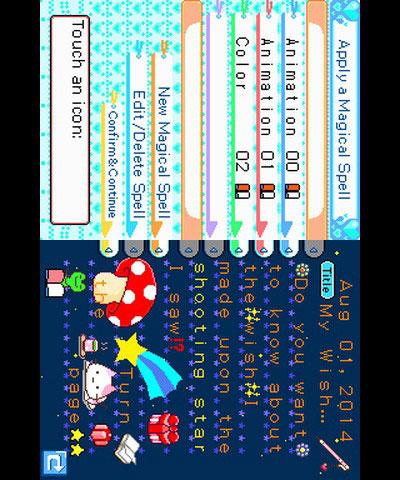 Apply a Magical Spell
Animation 00
Animation 01
Color 02
New Magical Spell
Edit/Delete Spell
Confirm&Continue
Touch an icon:
Aug 01, 2014
Title My Wish...
Do you want
to know about
the wish I
made upon the
shooting star
I saw!?
Turn
the page